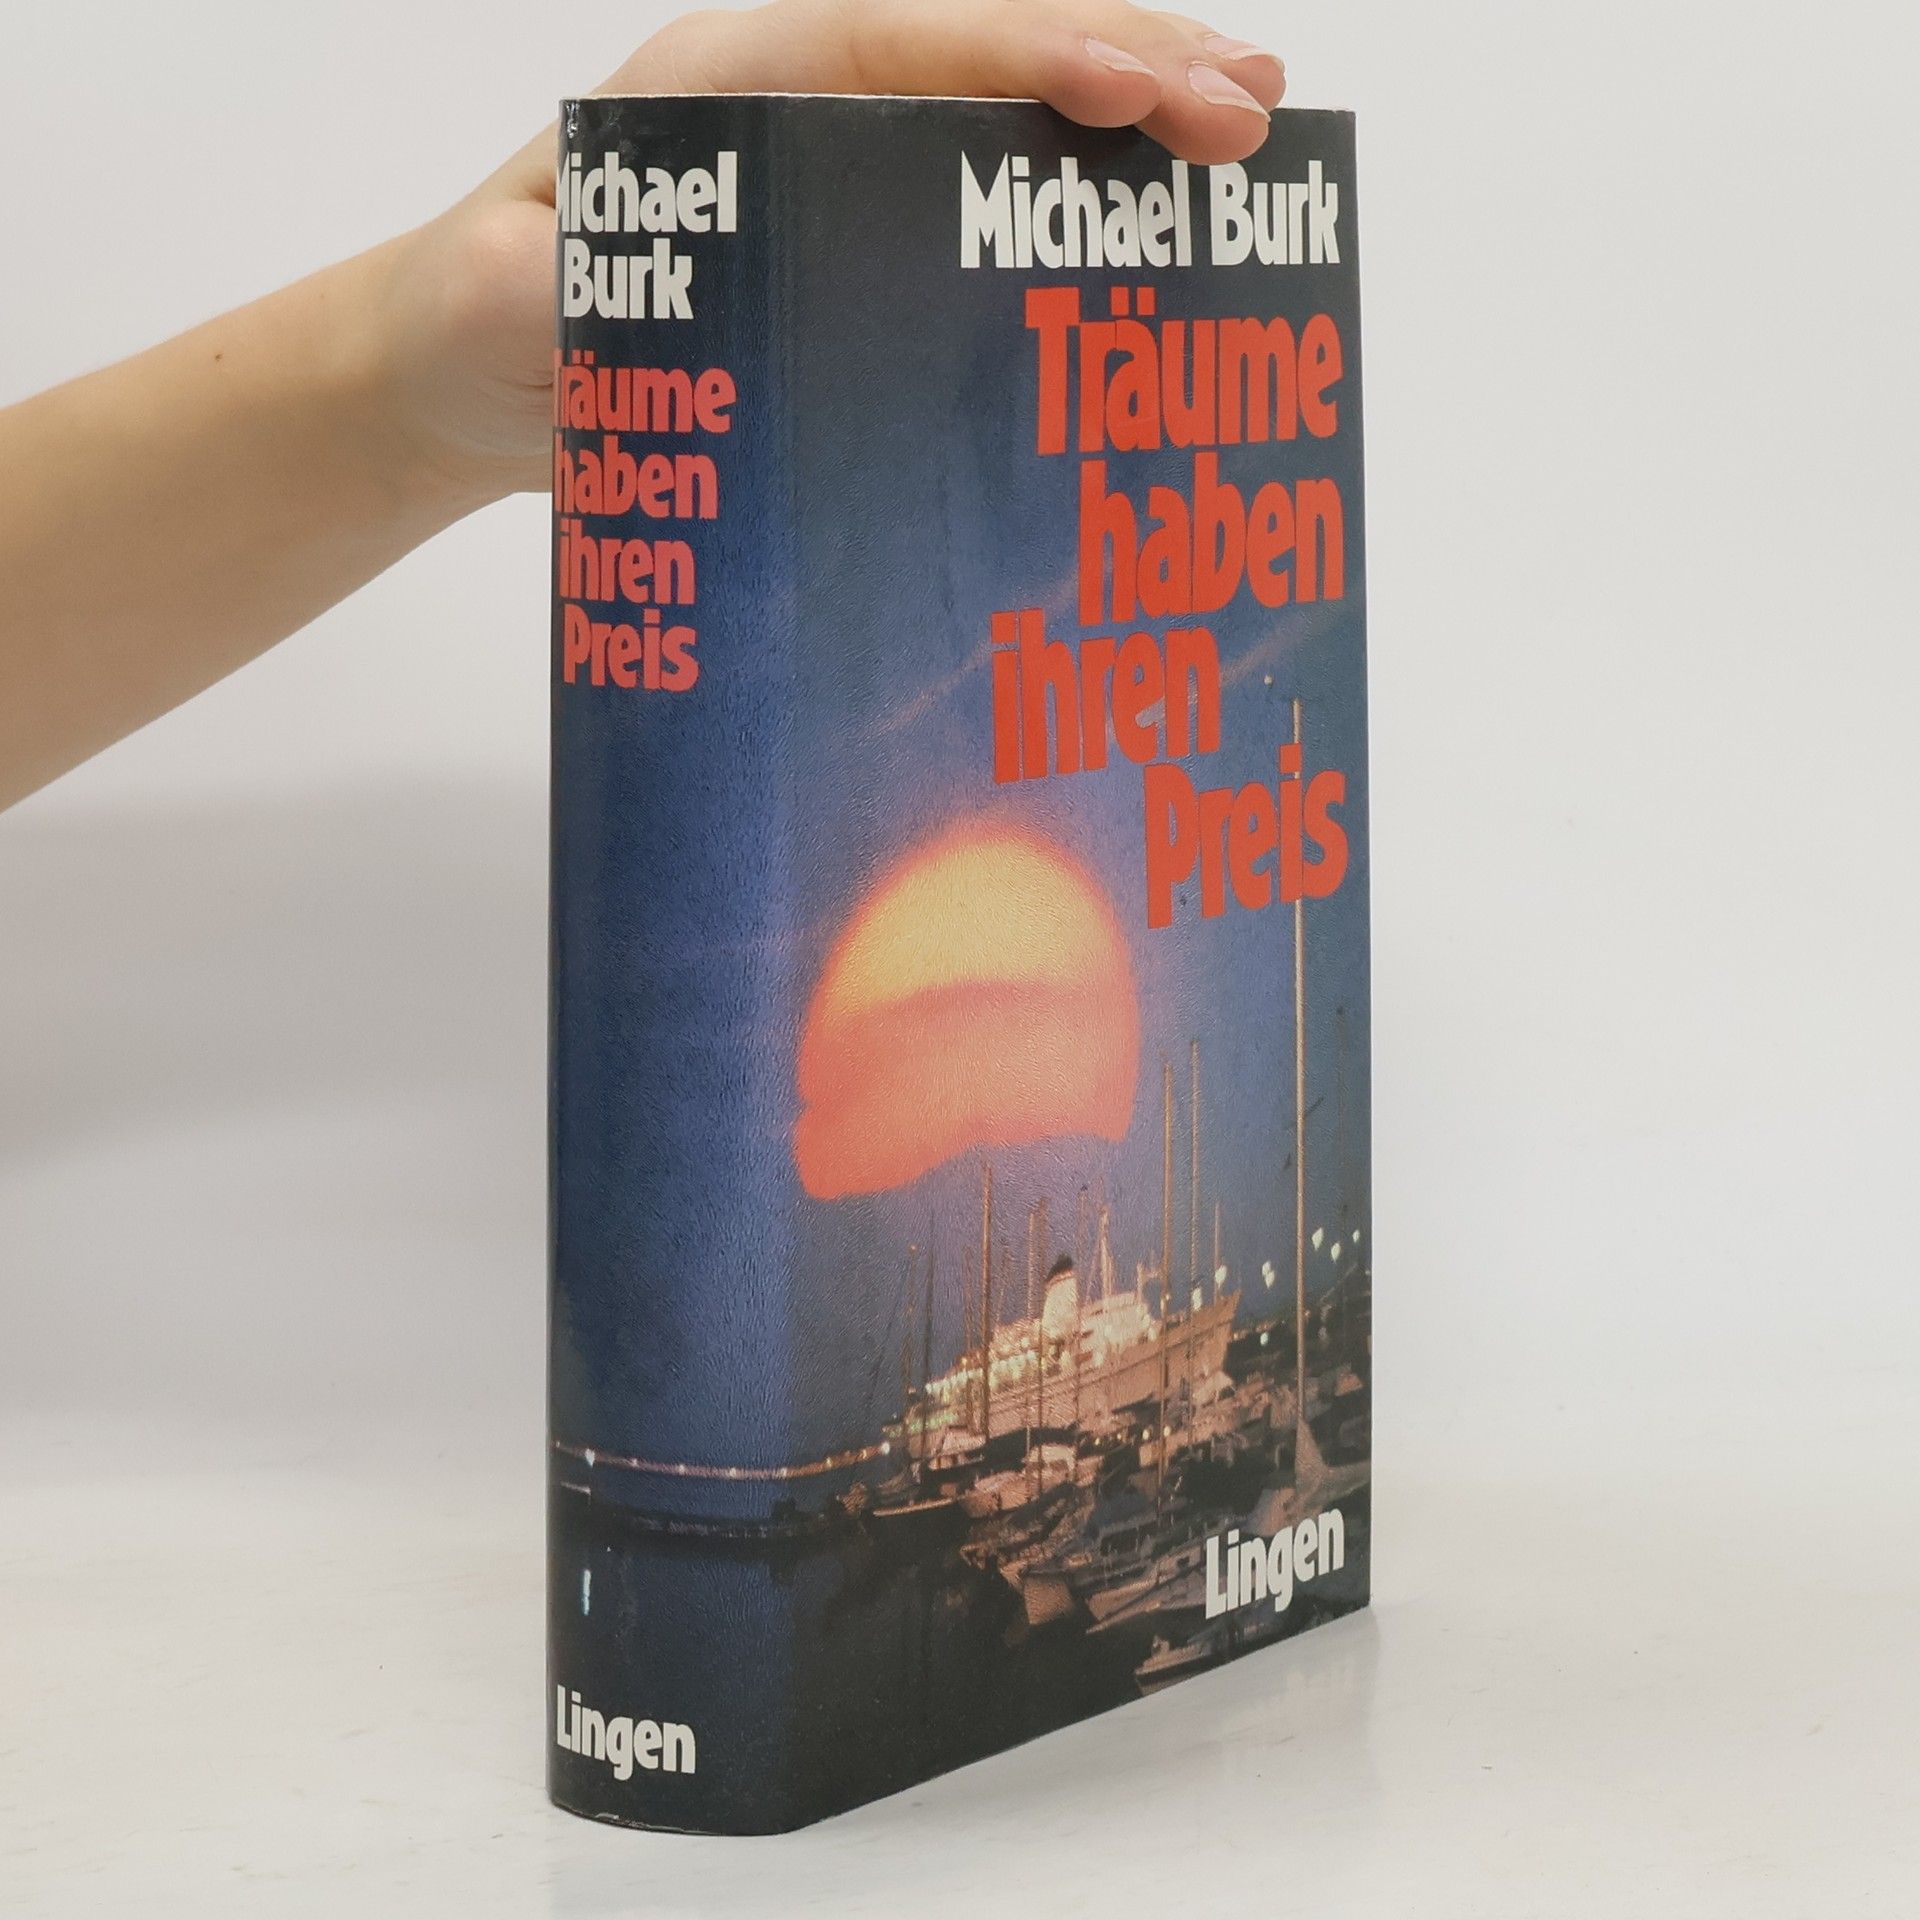 Michael
Burk
Träume
haben
ihren
Preis
Lingen
Michael Burk
Träume
haben
ihren
Preis
Lingen